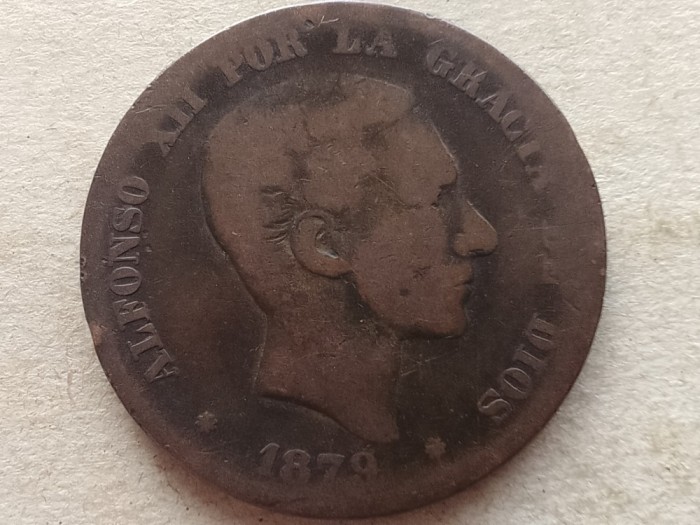 ALFONSO XII POR LA GRACIA DIOS
1879